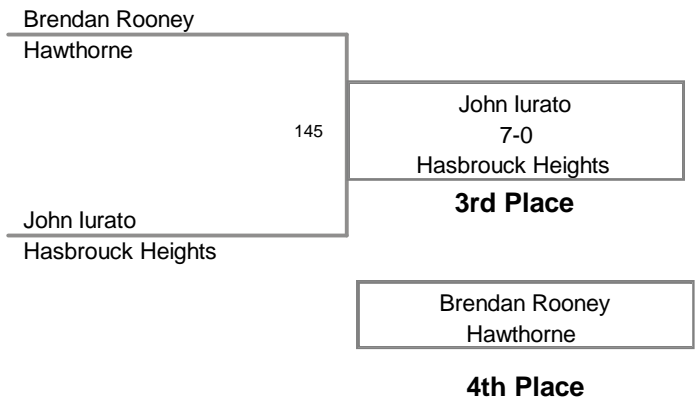 Brendan Rooney
Hawthorne
145
John Iurato
7-0
Hasbrouck Heights
3rd Place
John Iurato
Hasbrouck Heights
Brendan Rooney
Hawthorne
4th Place